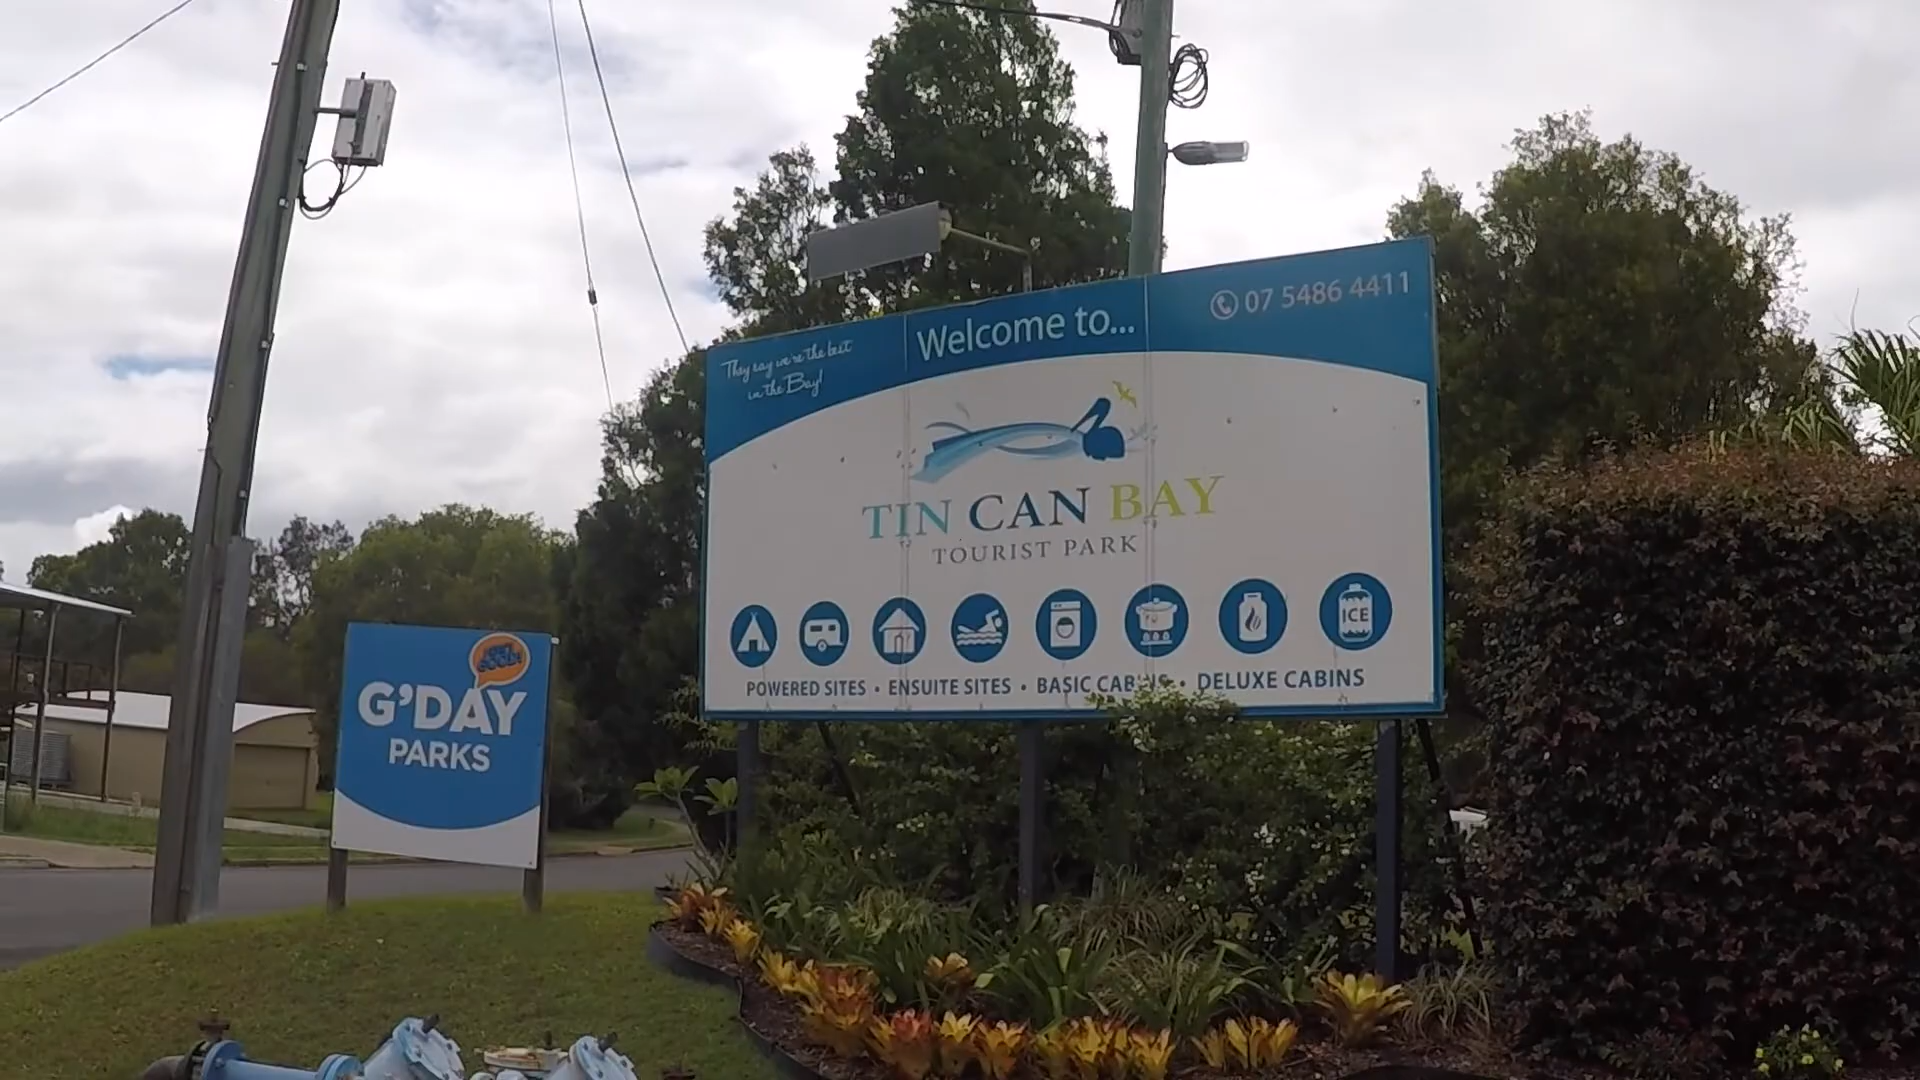 They say we're the best
in the Bay!
Welcome to...
07 5486 4411
TIN CAN BAY
TOURIST PARK
ICE
POWERED SITES • ENSUITE SITES • BASIC CABINS • DELUXE CABINS
G'DAY
PARKS